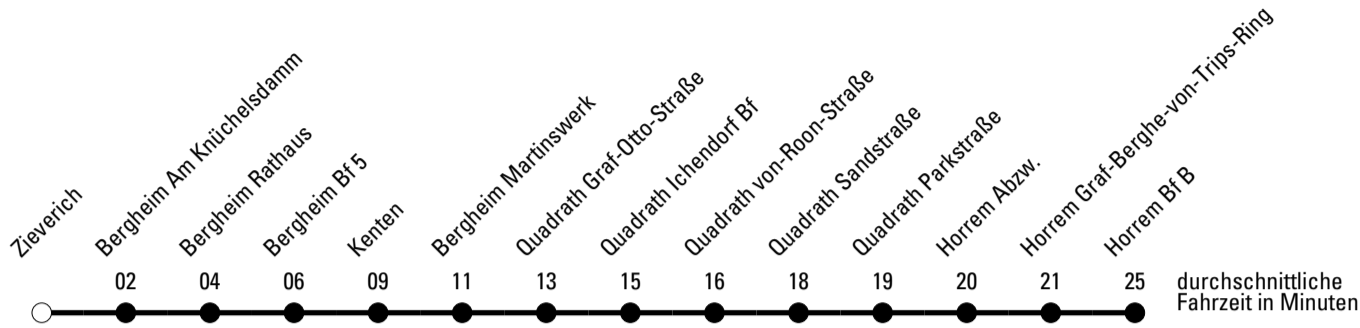 Zieverich
Bergheim Am Knüchelsdamm
Bergheim Rathaus
Bergheim Bf 5
Kenten
Bergheim Martinswerk
Quadrath Graf-Otto-Straße
Quadrath Ichendorf Bf
Quadrath von-Roon-Straße
Quadrath Sandstraße
Quadrath Parkstraße
Horrem Abzw.
Horrem Graf-Berghe-von-Trips-Ring
Horrem Bf B
02 04 06 09 11 13 15 16 18 19 20 21 25
durchschnittliche
Fahrzeit in Minuten